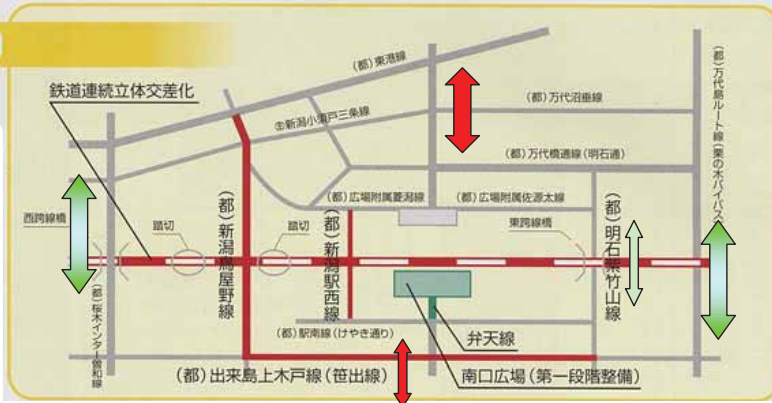 (都)東港線
鉄道連続立体交差化
(都)万代沼垂線
㊤新潟小須戸三条線
(都)万代橋通線(明石通)
(都)万代島ルート線(栗の木バイパス)
(都)広場附属菱潟線
(都)広場附属佐源太線
西跨線橋
踏切
踏切
東跨線橋
(都)新潟鳥屋野線
(都)新潟駅西線
(都)明石紫竹山線
(都)桜木インター曽和線
(都)駅南線(けやき通り)
弁天線
(都)出来島上木戸線(笹出線)
南口広場(第一段階整備)